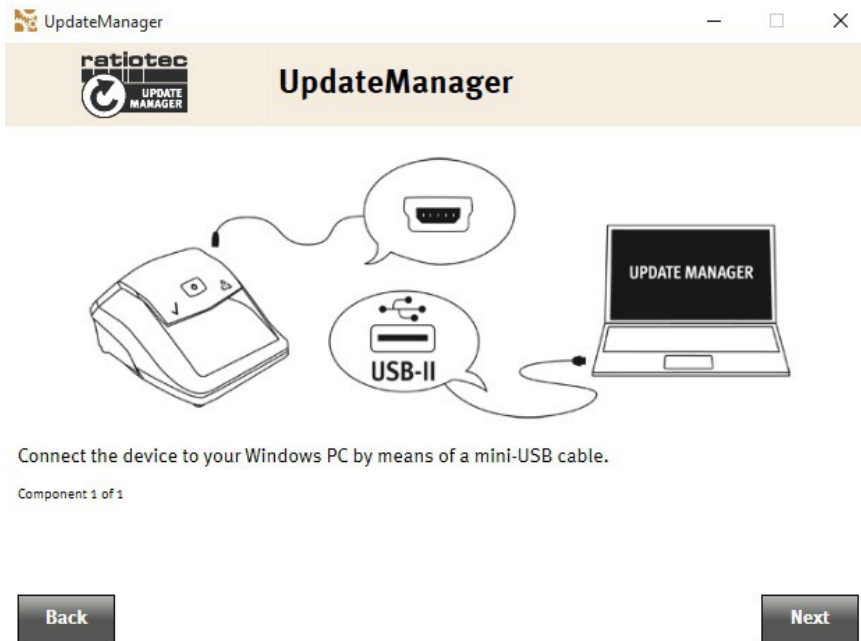 UpdateManager
ratiotec
UPDATE
MANAGER
UpdateManager
UPDATE MANAGER
USB-II
Connect the device to your Windows PC by means of a mini-USB cable.
Component 1 of 1
Back
Next